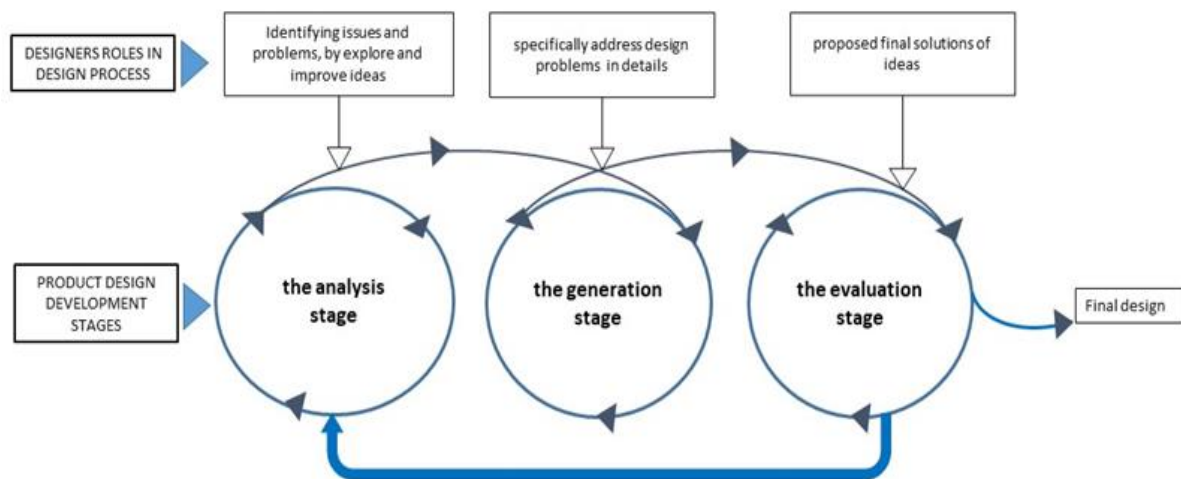 DESIGNERS ROLES IN
DESIGN PROCESS
Identifying issues and
problems, by explore and
improve ideas
specifically address design
problems in details
proposed final solutions of
ideas
PRODUCT DESIGN
DEVELOPMENT
STAGES
the analysis
stage
the generation
stage
the evaluation
stage
Final design